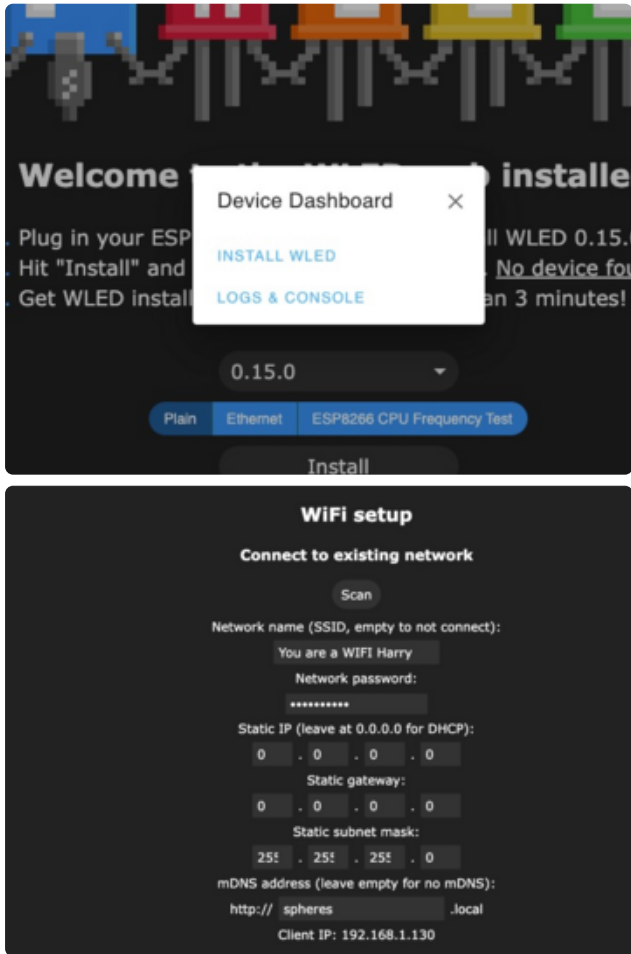 Welcome installe
Device Dashboard
Plug in your ESP ll WLED 0.15.
INSTALL WLED
Hit "Install" and . No device fou
LOGS & CONSOLE
Get WLED install an 3 minutes!
0.15.0
Plain Ethernet ESP8266 CPU Frequency Test
Install
WiFi setup
Connect to existing network
Scan
Network name (SSID, empty to not connect):
You are a WIFI Harry
Network password:
••••••••••
Static IP (leave at 0.0.0.0 for DHCP):
0 . 0 . 0 . 0
Static gateway:
0 . 0 . 0 . 0
Static subnet mask:
255 . 255 . 255 . 0
mDNS address (leave empty for no mDNS):
http:// spheres .local
Client IP: 192.168.1.130